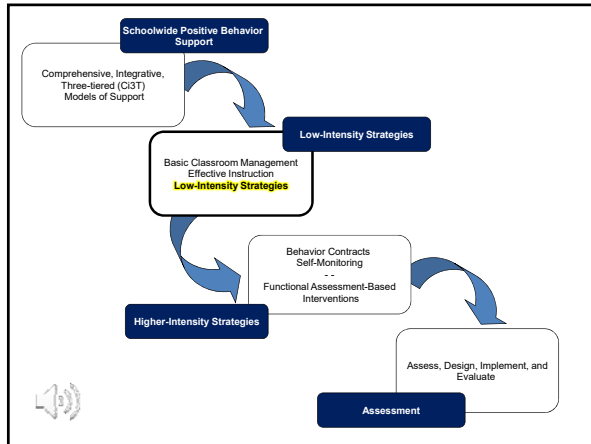 Schoolwide Positive Behavior
Support
Comprehensive, Integrative,
Three-tiered (Ci3T)
Models of Support
Low-Intensity Strategies
Basic Classroom Management
Effective Instruction
Low-Intensity Strategies
Behavior Contracts
Self-Monitoring
- -
Functional Assessment-Based
Interventions
Higher-Intensity Strategies
Assess, Design, Implement, and
Evaluate
Assessment